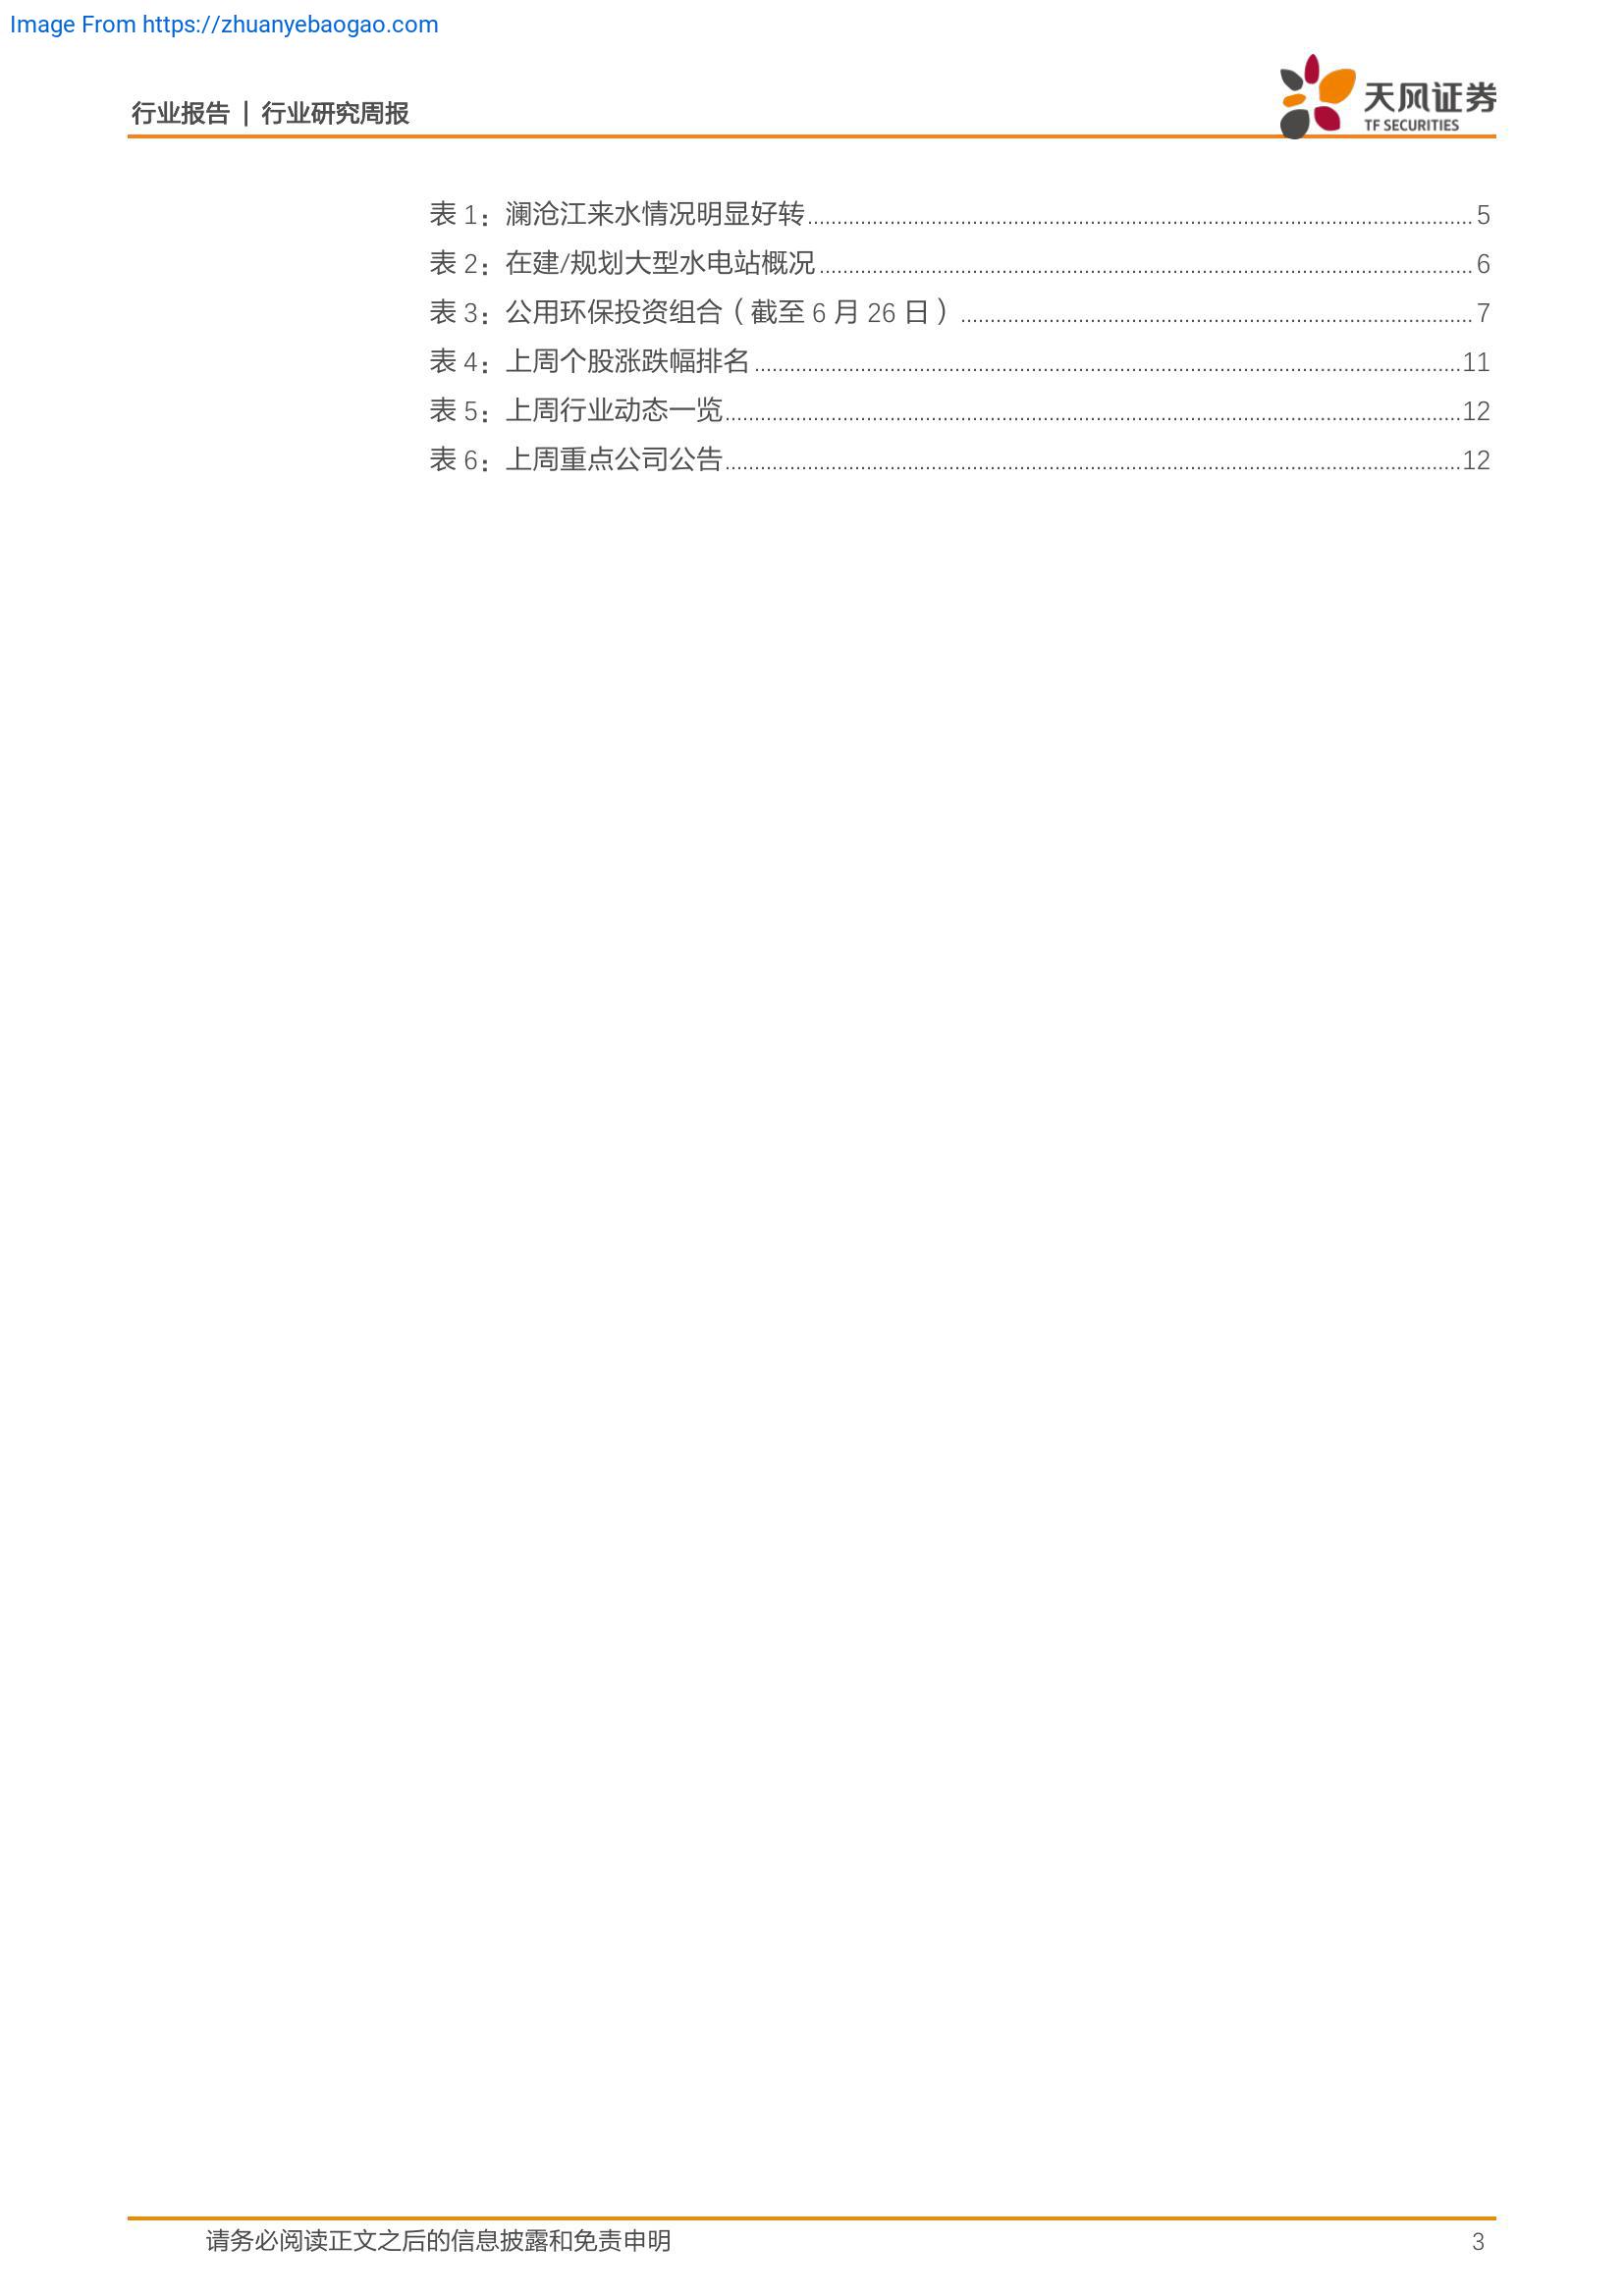 Image From https://zhuanyebaogao.com
行业报告 | 行业研究周报
天风证券
TF SECURITIES
表 1：澜沧江来水情况明显好转 5
表 2：在建/规划大型水电站概况 6
表 3：公用环保投资组合（截至 6 月 26 日） 7
表 4：上周个股涨跌幅排名 11
表 5：上周行业动态一览 12
表 6：上周重点公司公告 12
请务必阅读正文之后的信息披露和免责申明 3